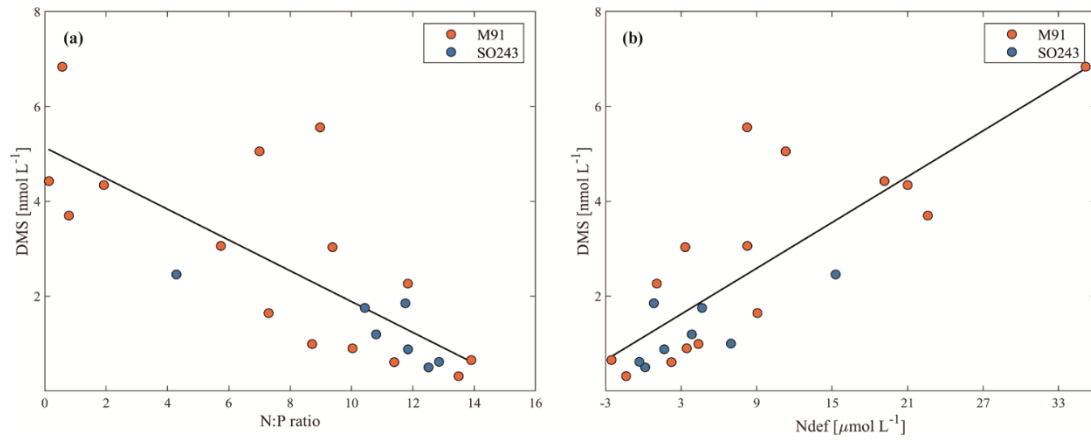 (a)
M91
SO243
DMS [nmol L⁻¹]
8
6
4
2
0 2 4 6 8 10 12 14 16
N:P ratio
(b)
M91
SO243
DMS [nmol L⁻¹]
8
6
4
2
-3 3 9 15 21 27 33
Ndef [μmol L⁻¹]